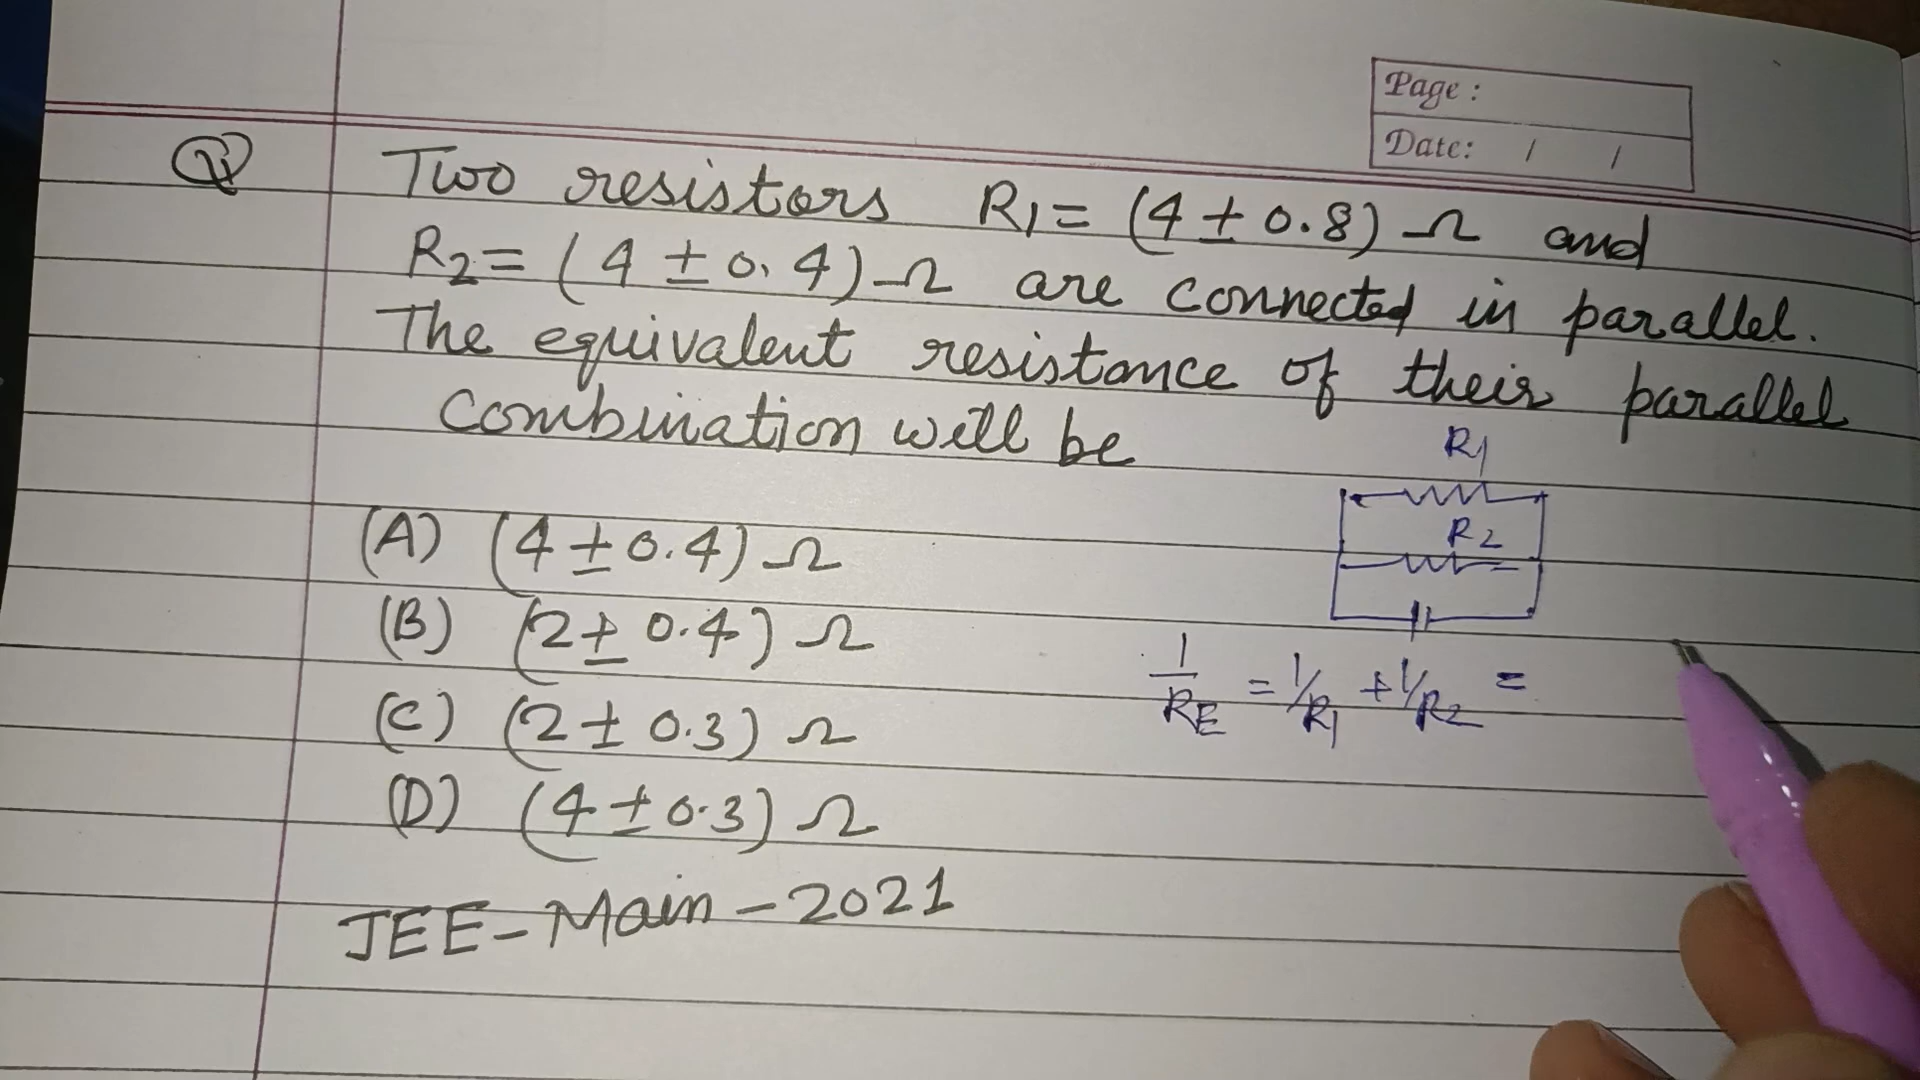 Page :
Date: / /
Q Two resistors R1 = (4 ± 0.8) Ω and
R2 = (4 ± 0.4) Ω are connected in parallel.
The equivalent resistance of their parallel
Combination will be
R1
R2
(A) (4 ± 0.4) Ω
(B) (2 ± 0.4) Ω
(C) (2 ± 0.3) Ω
(D) (4 ± 0.3) Ω
1/RE = 1/R1 + 1/R2 =
JEE - Main - 2021